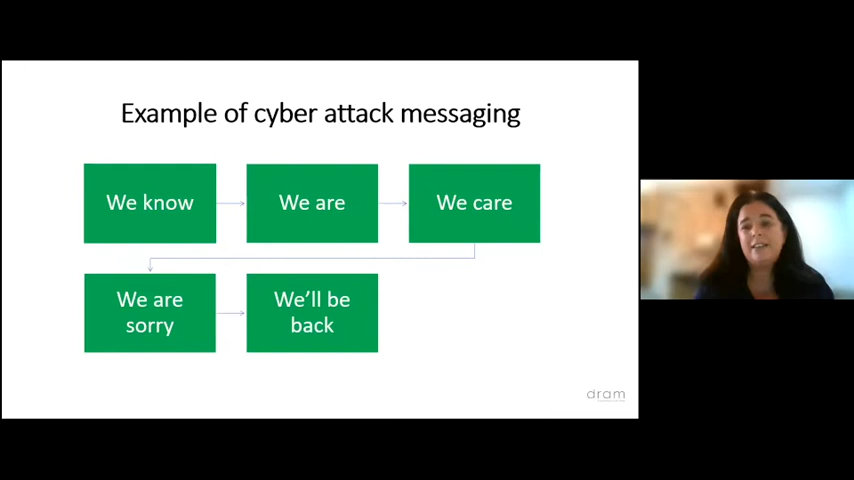 Example of cyber attack messaging
We know
We are
We care
We are
sorry
We'll be
back
dram